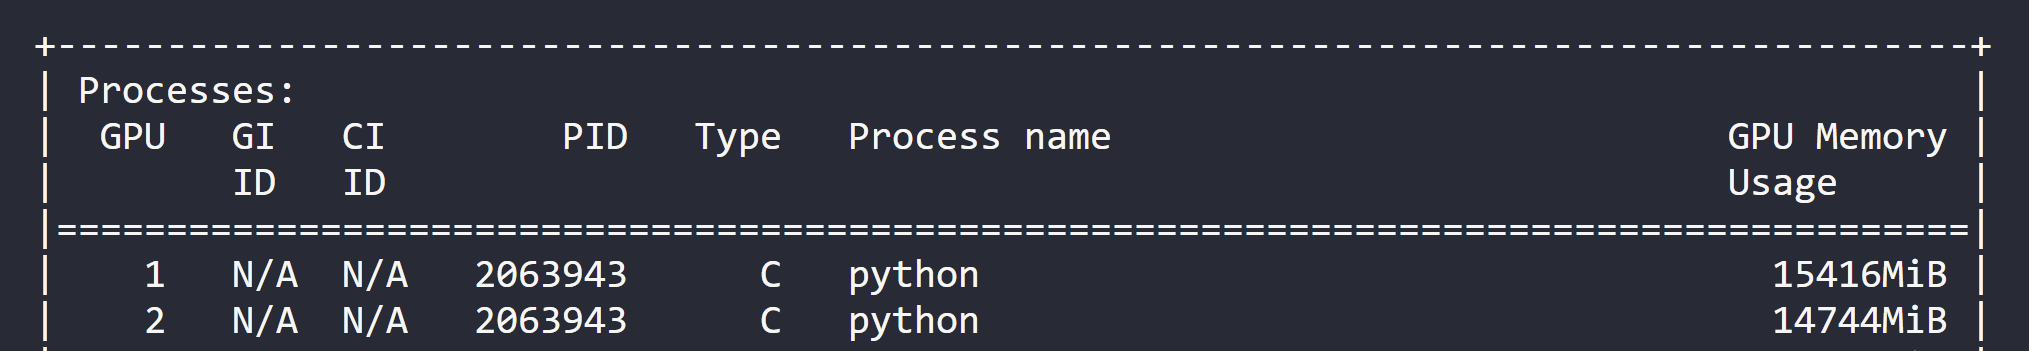 +---------------------------------------------------------------------------------------+
| Processes:                                                                            |
|  GPU   GI   CI        PID   Type   Process name                            GPU Memory |
|        ID   ID                                                             Usage      |
|=======================================================================================|
|    1   N/A  N/A   2063943      C   python                                    15416MiB |
|    2   N/A  N/A   2063943      C   python                                    14744MiB |